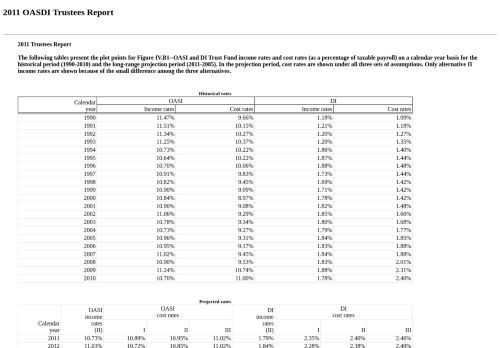 2011 OASDI Trustees Report
2011 Trustees Report
The following tables present the plot points for Figure IV.B1--OASI and DI Trust Fund income rates and cost rates (as a percentage of taxable payroll) on a calendar year basis for the
historical period (1990-2010) and the long-range projection period (2011-2085). In the projection period, cost rates are shown under all three sets of assumptions. Only alternative II
income rates are shown because of the small difference among the three alternatives.
Historical rates
Calendar OASI DI
year Income rates Cost rates Income rates Cost rates
1990 11.47% 9.66% 1.18% 1.09%
1991 11.51% 10.15% 1.21% 1.18%
1992 11.34% 10.27% 1.20% 1.27%
1993 11.25% 10.37% 1.20% 1.35%
1994 10.73% 10.22% 1.86% 1.40%
1995 10.64% 10.22% 1.87% 1.44%
1996 10.70% 10.06% 1.88% 1.48%
1997 10.91% 9.83% 1.73% 1.44%
1998 10.82% 9.45% 1.69% 1.42%
1999 10.90% 9.09% 1.71% 1.42%
2000 10.84% 8.97% 1.78% 1.42%
2001 10.90% 9.08% 1.82% 1.48%
2002 11.06% 9.29% 1.85% 1.60%
2003 10.78% 9.34% 1.80% 1.68%
2004 10.73% 9.27% 1.79% 1.77%
2005 10.96% 9.31% 1.84% 1.85%
2006 10.95% 9.17% 1.83% 1.88%
2007 11.02% 9.45% 1.84% 1.88%
2008 10.90% 9.53% 1.83% 2.01%
2009 11.24% 10.74% 1.88% 2.31%
2010 10.70% 11.00% 1.78% 2.40%
Projected rates
OASI OASI DI DI
income cost rates income cost rates
Calendar rates rates
year (II) I II III (II) I II III
2011 10.73% 10.89% 10.95% 11.02% 1.79% 2.35% 2.40% 2.46%
2012 11.03% 10.72% 10.85% 11.02% 1.84% 2.28% 2.38% 2.49%